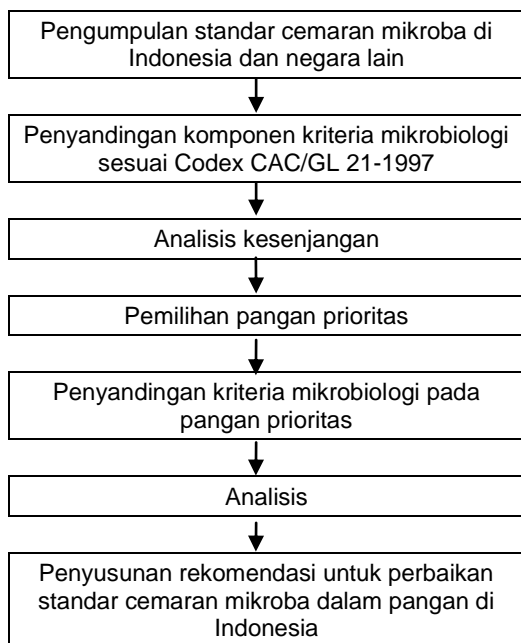 Pengumpulan standar cemaran mikroba di
Indonesia dan negara lain
Penyandingan komponen kriteria mikrobiologi
sesuai Codex CAC/GL 21-1997
Analisis kesenjangan
Pemilihan pangan prioritas
Penyandingan kriteria mikrobiologi pada
pangan prioritas
Analisis
Penyusunan rekomendasi untuk perbaikan
standar cemaran mikroba dalam pangan di
Indonesia